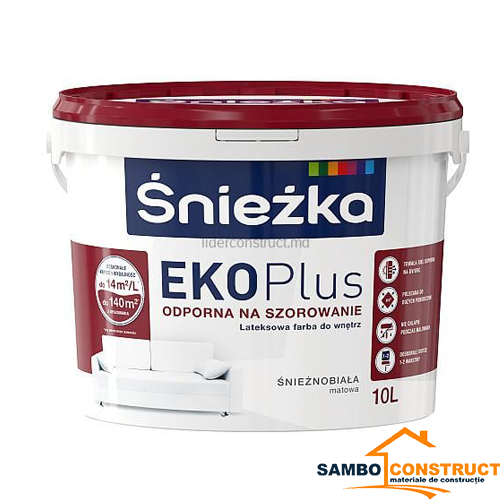 Śnieżka
Śnieżka
liderconstruct.md
EKOPlus
ODPORNA NA SZOROWANIE
Lateksowa farba do wnętrz
do 14m²/L
do 140m²
ŚNIEŻNOBIAŁA
matowa
10L
SAMBO CONSTRUCT
materiale de construcție